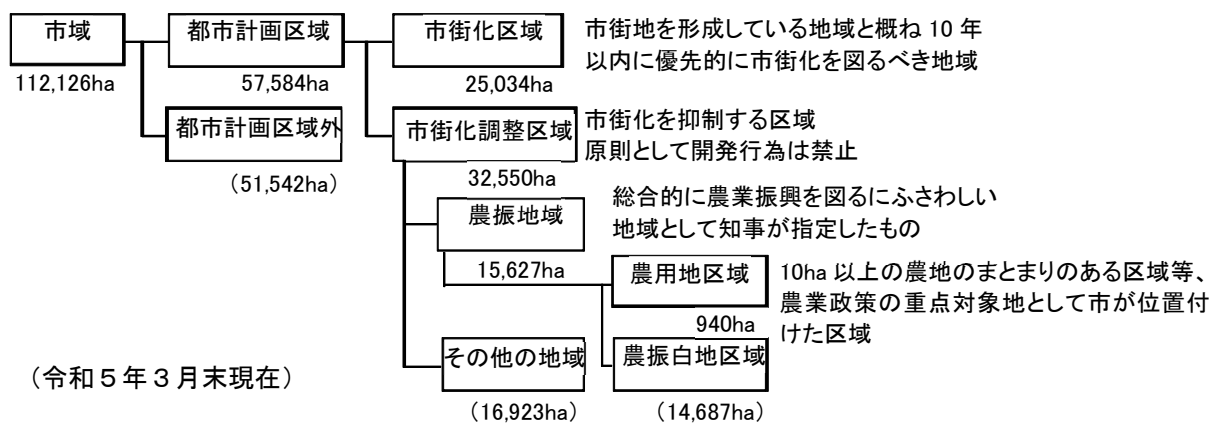 市域
都市計画区域
市街化区域
市街地を形成している地域と概ね 10 年
以内に優先的に市街化を図るべき地域
112,126ha
57,584ha
25,034ha
都市計画区域外
市街化調整区域
市街化を抑制する区域
原則として開発行為は禁止
(51,542ha)
32,550ha
総合的に農業振興を図るにふさわしい
地域として知事が指定したもの
農振地域
15,627ha
農用地区域
10ha 以上の農地のまとまりのある区域等、
農業政策の重点対象地として市が位置付
けた区域
940ha
その他の地域
農振白地区域
(令和5年3月末現在)
(16,923ha)
(14,687ha)